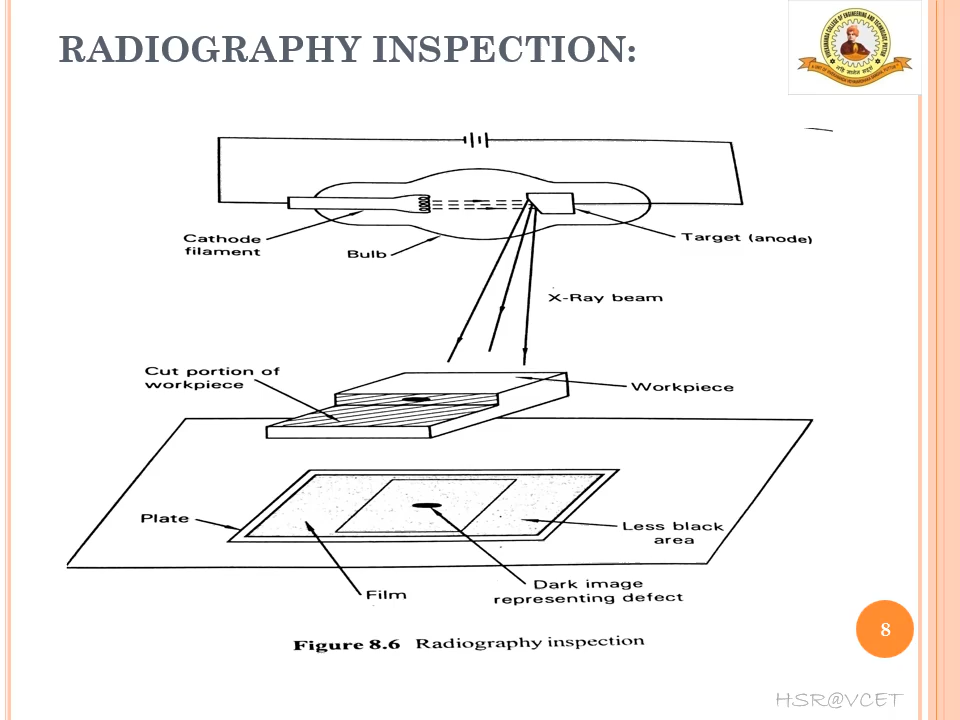 RADIOGRAPHY INSPECTION:
Cathode
filament
Bulb
Target (anode)
X-Ray beam
Cut portion of
workpiece
Workpiece
Plate
Less black
area
Film
Dark image
representing defect
Figure 8.6 Radiography inspection
8
HSR@VCET